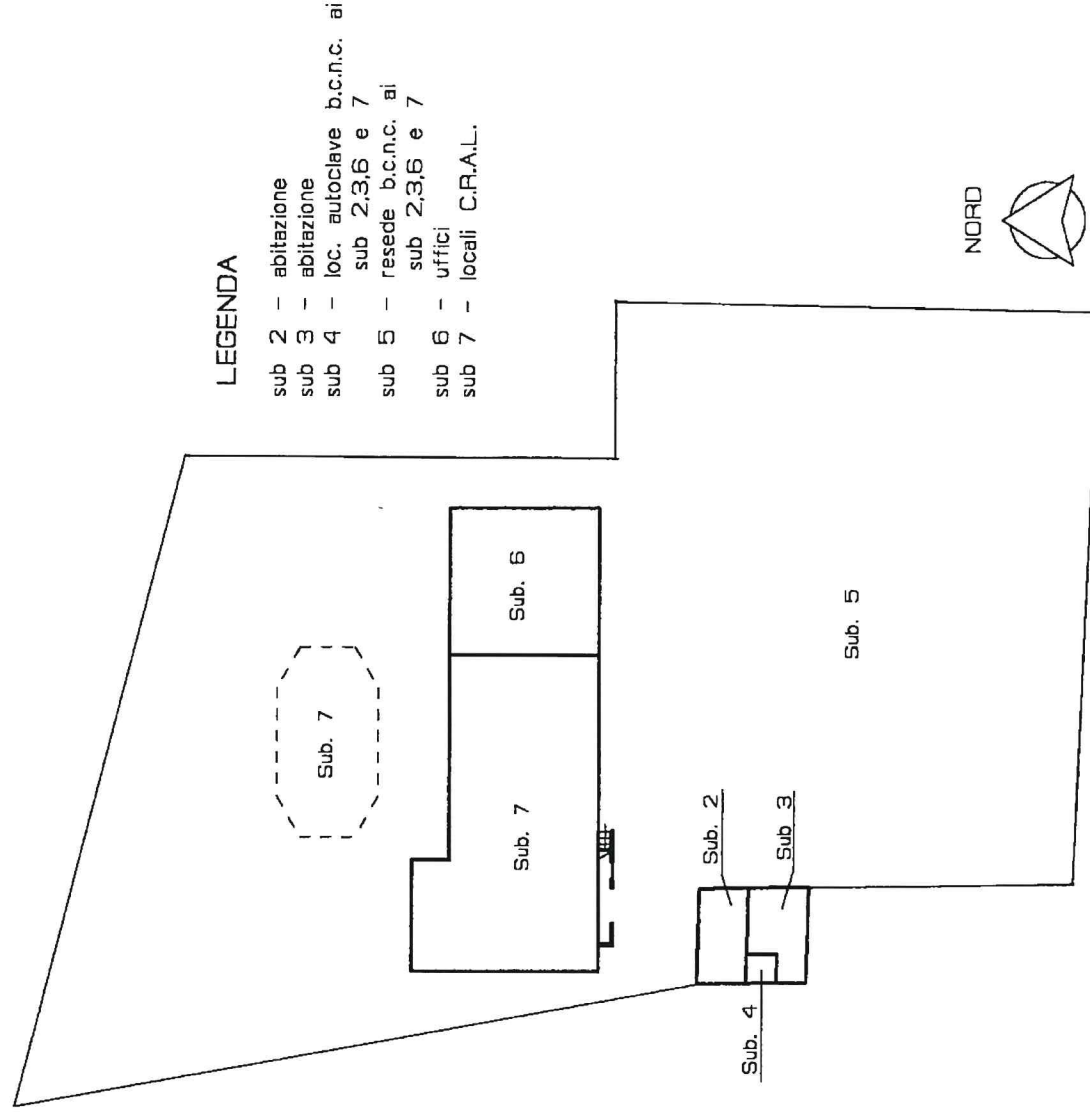 LEGENDA
sub 2 - abitazione
sub 3 - abitazione
sub 4 - loc. autoclave b.c.n.c. ai
sub 2,3,6 e 7
sub 5 - resede b.c.n.c. ai
sub 2,3,6 e 7
sub 6 - uffici
sub 7 - locali C.R.A.L.
Sub. 7
Sub. 7
Sub. 6
Sub. 2
Sub 3
Sub. 4
Sub. 5
NORD